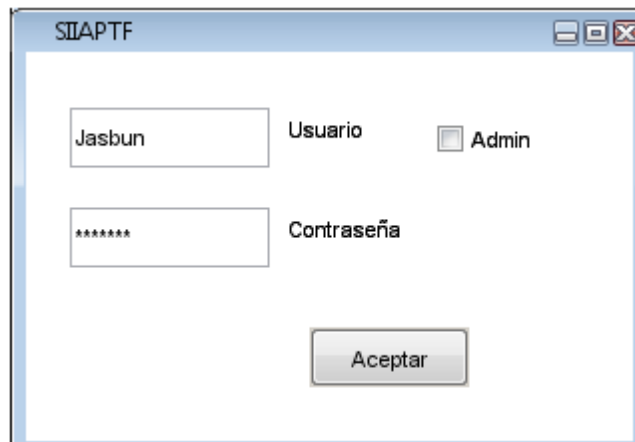 SIIAPTF
Jasbun Usuario Admin
******* Contraseña
Aceptar